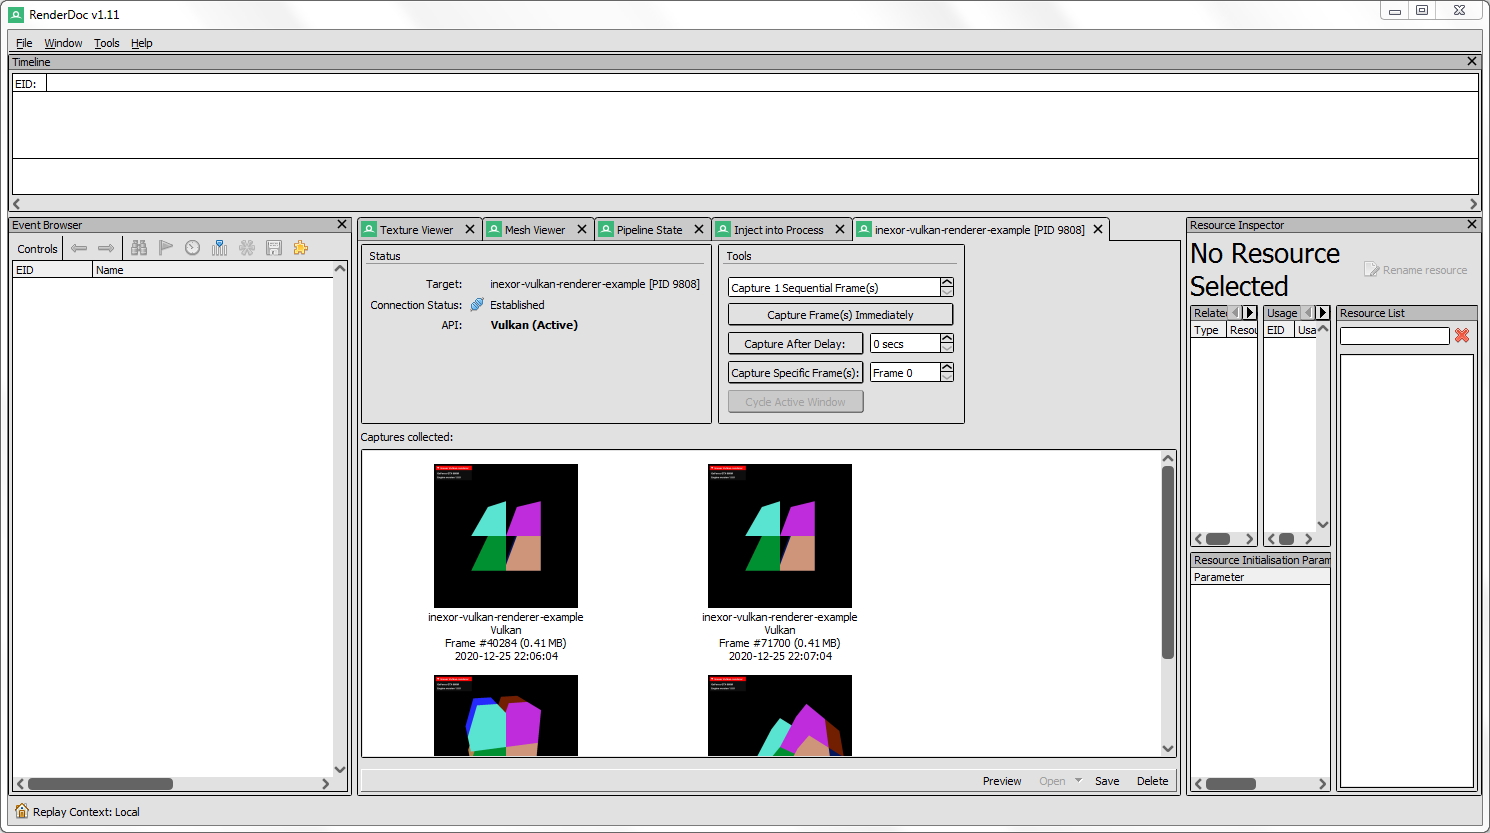 RenderDoc v1.11
File Window Tools Help
Timeline
EID:
Event Browser
Controls
EID Name
Texture Viewer
Mesh Viewer
Pipeline State
Inject into Process
inexor-vulkan-renderer-example [PID 9808]
Status
Target: inexor-vulkan-renderer-example [PID 9808]
Connection Status: Established
API: Vulkan (Active)
Tools
Capture 1 Sequential Frame(s)
Capture Frame(s) Immediately
Capture After Delay: 0 secs
Capture Specific Frame(s): Frame 0
Cycle Active Window
Captures collected:
inexor-vulkan-renderer-example
Vulkan
Frame #40284 (0.41 MB)
2020-12-25 22:06:04
inexor-vulkan-renderer-example
Vulkan
Frame #71700 (0.41 MB)
2020-12-25 22:07:04
Preview Open Save Delete
Resource Inspector
No Resource
Selected
Rename resource
Relate
Type Resou
Usage
EID Usa
Resource List
Resource Initialisation Param
Parameter
Replay Context: Local